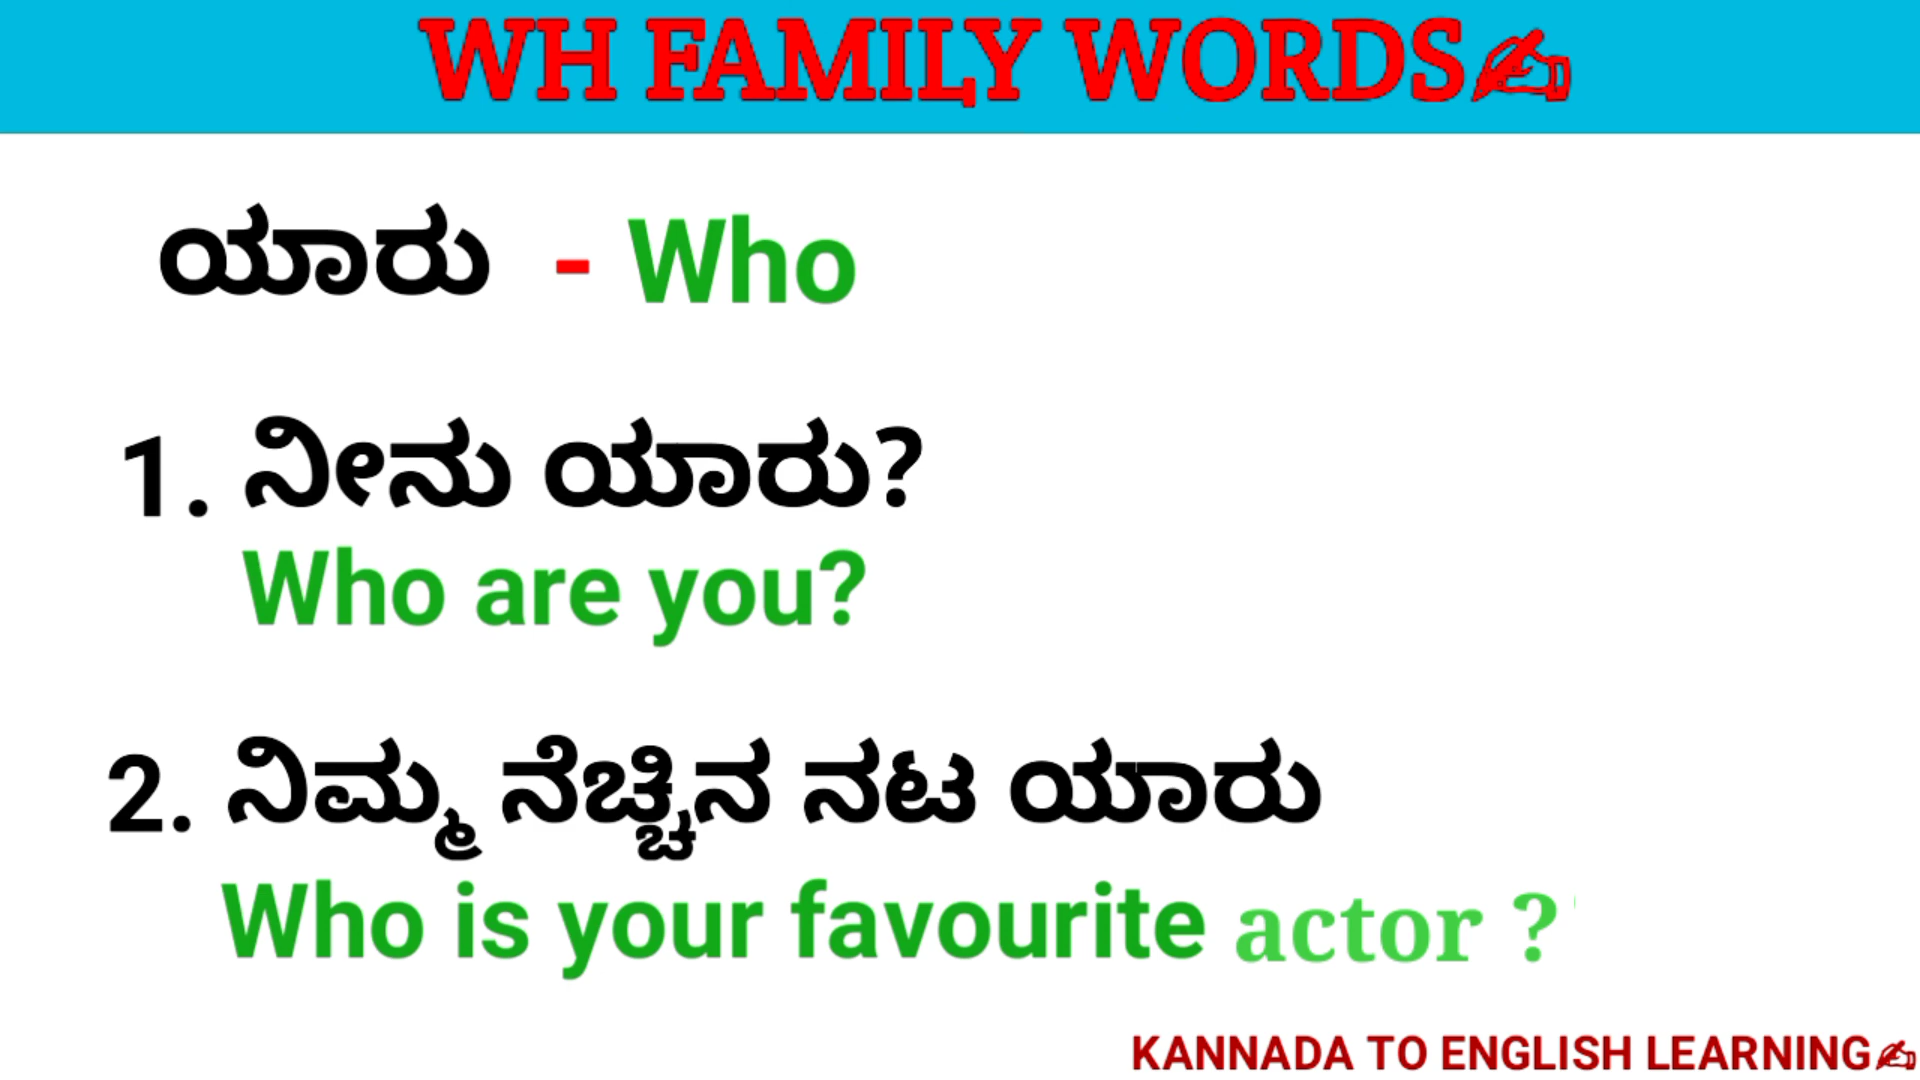 WH FAMILY WORDS✍
ಯಾರು - Who
1. ನೀನು ಯಾರು?
Who are you?
2. ನಿಮ್ಮ ನೆಚ್ಚಿನ ನಟ ಯಾರು
Who is your favourite actor ?
KANNADA TO ENGLISH LEARNING✍